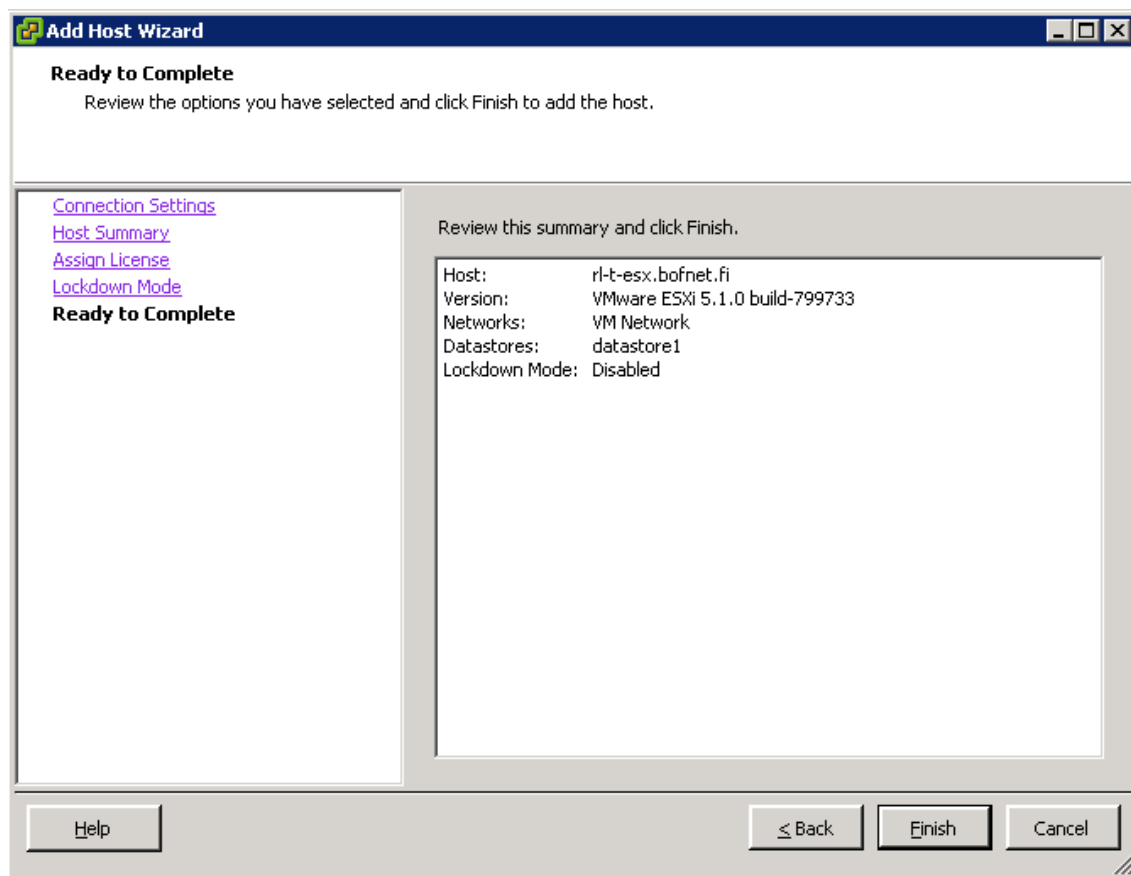 Add Host Wizard
Ready to Complete
Review the options you have selected and click Finish to add the host.
Connection Settings
Host Summary
Assign License
Lockdown Mode
Ready to Complete
Review this summary and click Finish.
Host: rl-t-esx.bofnet.fi
Version: VMware ESXi 5.1.0 build-799733
Networks: VM Network
Datastores: datastore1
Lockdown Mode: Disabled
Help
< Back
Finish
Cancel